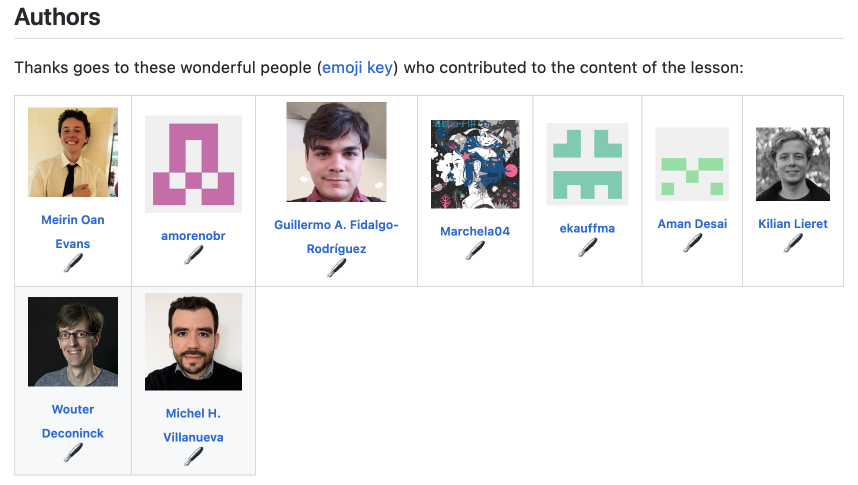 Authors
Thanks goes to these wonderful people (emoji key) who contributed to the content of the lesson:
Meirin Oan
Evans
amorenobr
Guillermo A. Fidalgo-
Rodríguez
Marchela04
ekauffma
Aman Desai
Kilian Lieret
Wouter
Deconinck
Michel H.
Villanueva